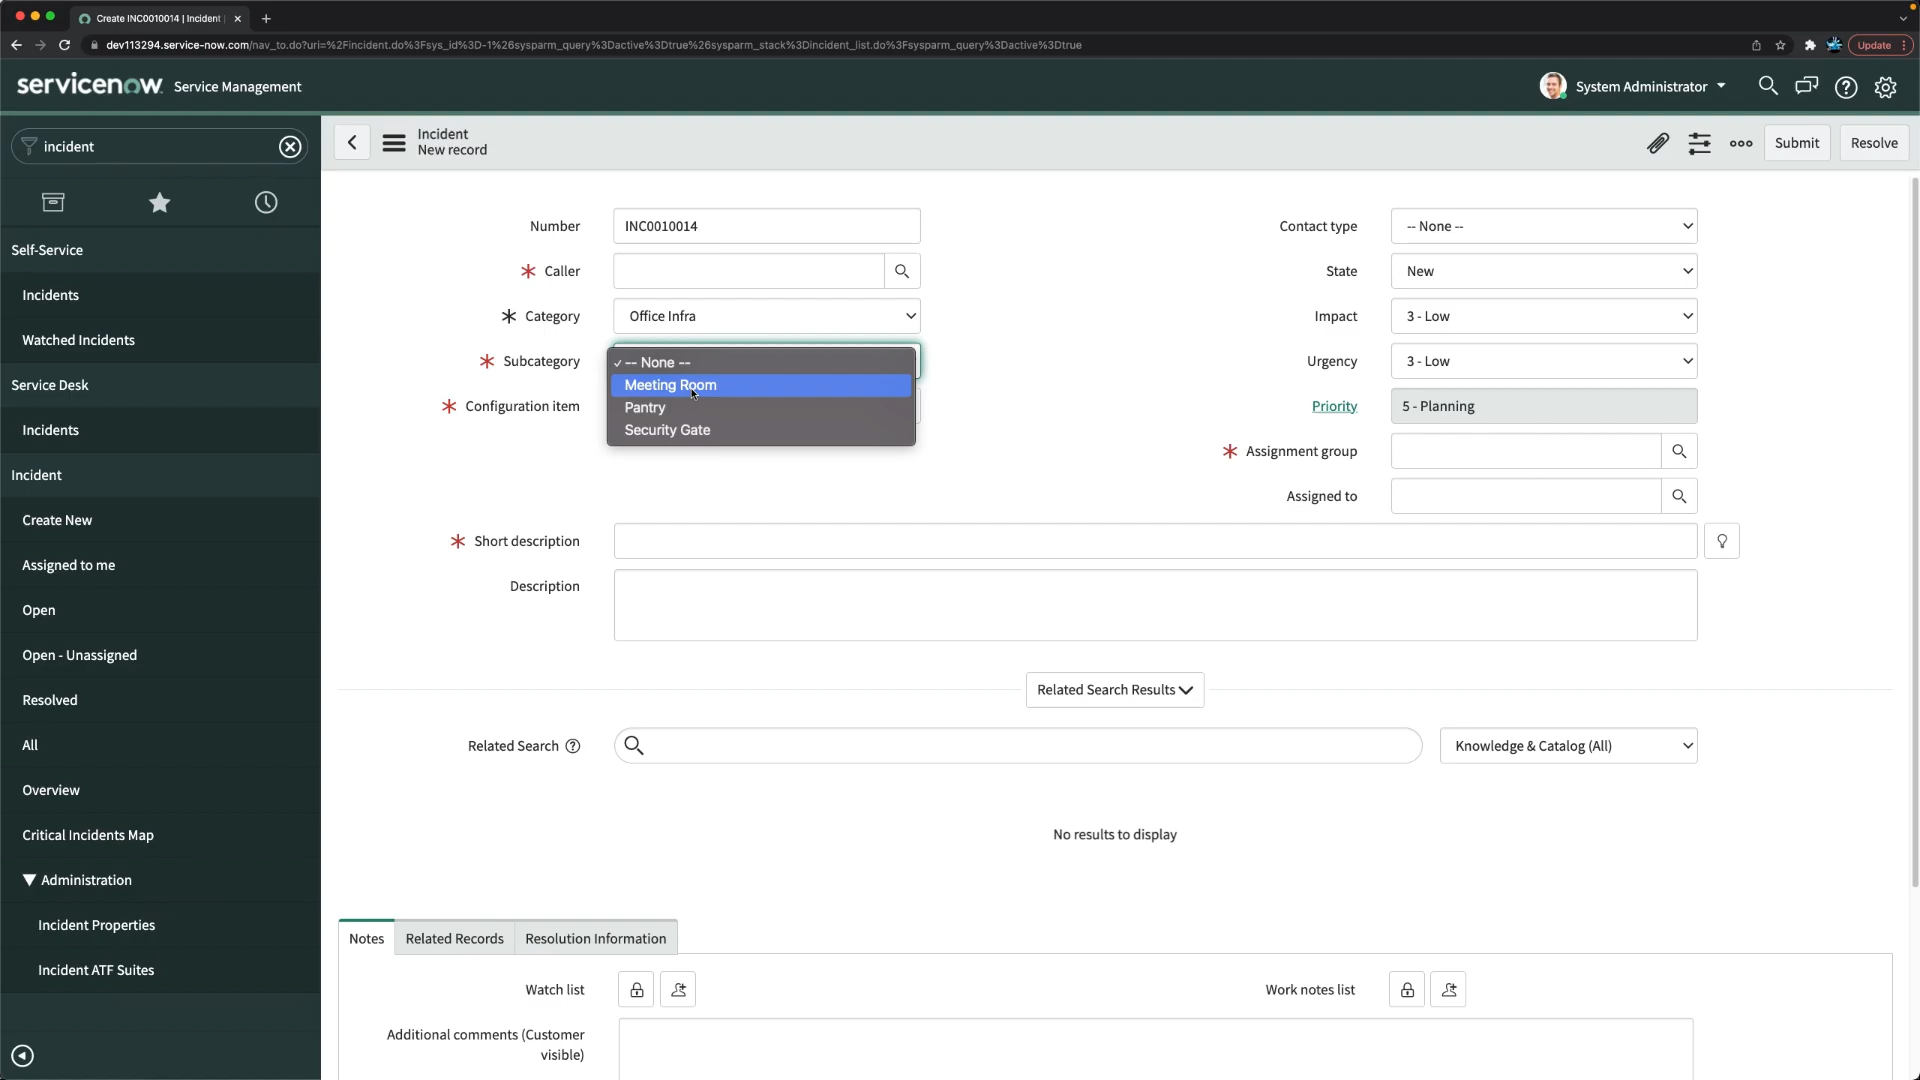 Create INC0010014 | Incident
dev113294.service-now.com/nav_to.do?uri=%2Fincident.do%3Fsys_id%3D-1%26sysparm_query%3Dactive%3Dtrue%26sysparm_stack%3Dincident_list.do%3Fsysparm_query%3Dactive%3Dtrue
Update
servicenow Service Management
System Administrator
incident
Incident
New record
Submit
Resolve
Self-Service
Incidents
Watched Incidents
Service Desk
Incidents
Incident
Create New
Assigned to me
Open
Open - Unassigned
Resolved
All
Overview
Critical Incidents Map
Administration
Incident Properties
Incident ATF Suites
Number INC0010014
Caller
Category Office Infra
Subcategory -- None --
Meeting Room
Pantry
Security Gate
Configuration item
Contact type -- None --
State New
Impact 3 - Low
Urgency 3 - Low
Priority 5 - Planning
Assignment group
Assigned to
Short description
Description
Related Search Results
Related Search Knowledge & Catalog (All)
No results to display
Notes Related Records Resolution Information
Watch list
Work notes list
Additional comments (Customer
visible)